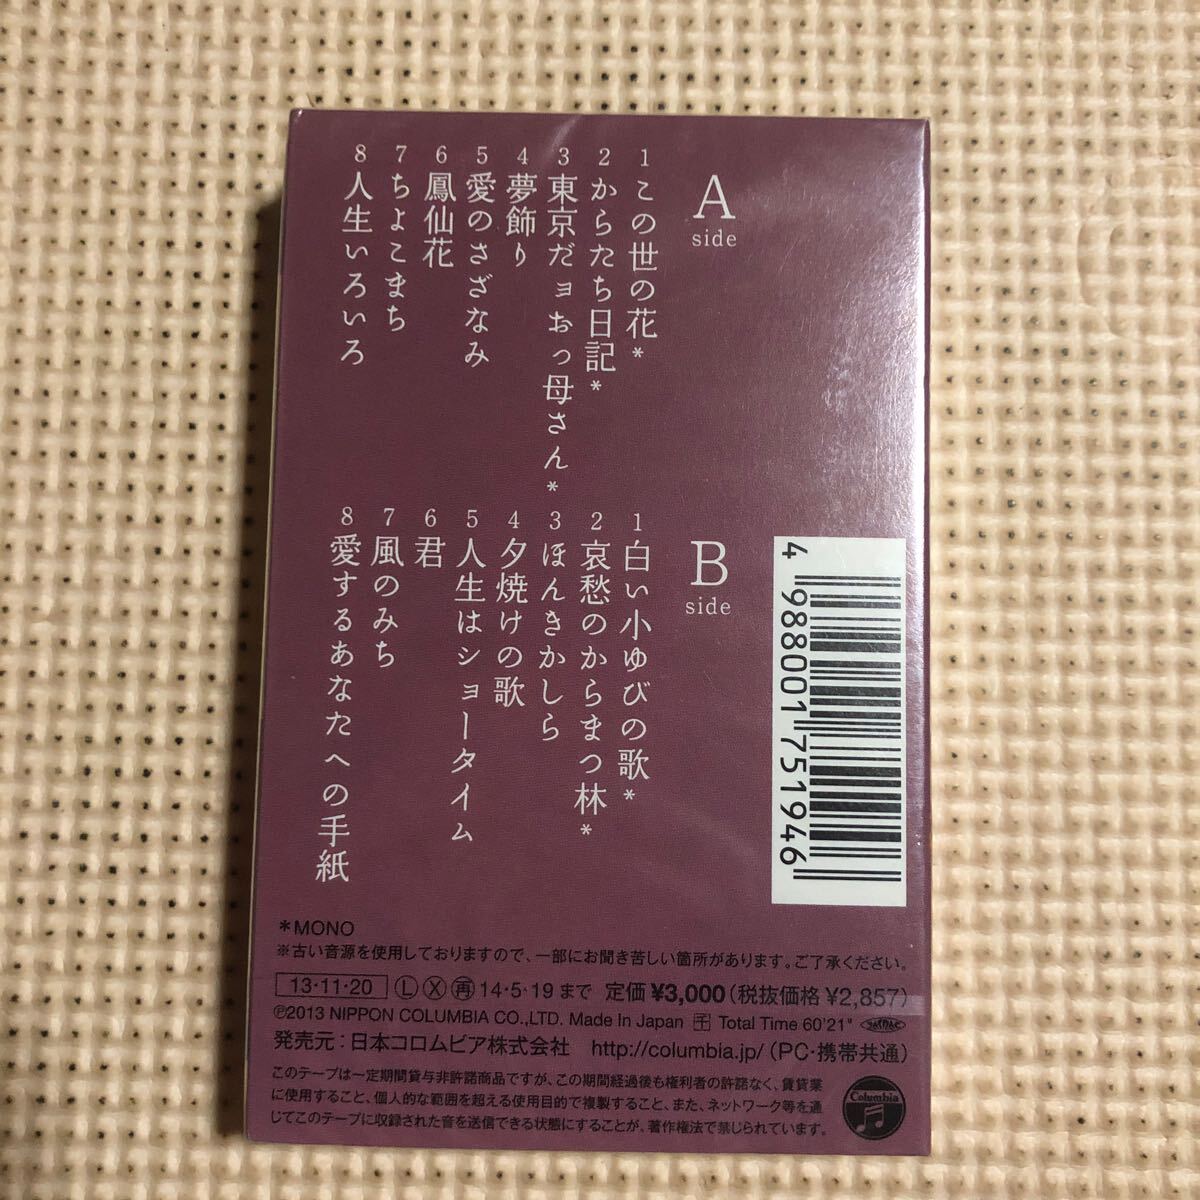 A
side
1 この世の花*
2 からたち日記*
3 東京だョおっ母さん*
4 夢飾り
5 愛のさざなみ
6 鳳仙花
7 ちよこまち
8 人生いろいろ
B
side
1 白い小ゆびの歌*
2 哀愁のからまつ林*
3 ほんきかしら
4 夕焼けの歌
5 人生はショータイム
6 君
7 風のみち
8 愛するあなたへの手紙
4 988001 751946
*MONO
※古い音源を使用しておりますので、一部にお聞き苦しい箇所があります。ご了承ください。
13・11・20 Ⓛ Ⓧ ㊢ 14・5・19まで 定価 ¥3,000(税抜価格 ¥2,857)
℗2013 NIPPON COLUMBIA CO.,LTD. Made In Japan Total Time 60'21"
発売元:日本コロムビア株式会社 http://columbia.jp/(PC・携帯共通)
このテープは一定期間貸与非許諾商品ですが、この期間経過後も権利者の許諾なく、賃貸業
に使用すること、個人的な範囲を超える使用目的で複製すること、また、ネットワーク等を通
じてこのテープに収録された音を送信できる状態にすることが、著作権法で禁じられています。
Columbia